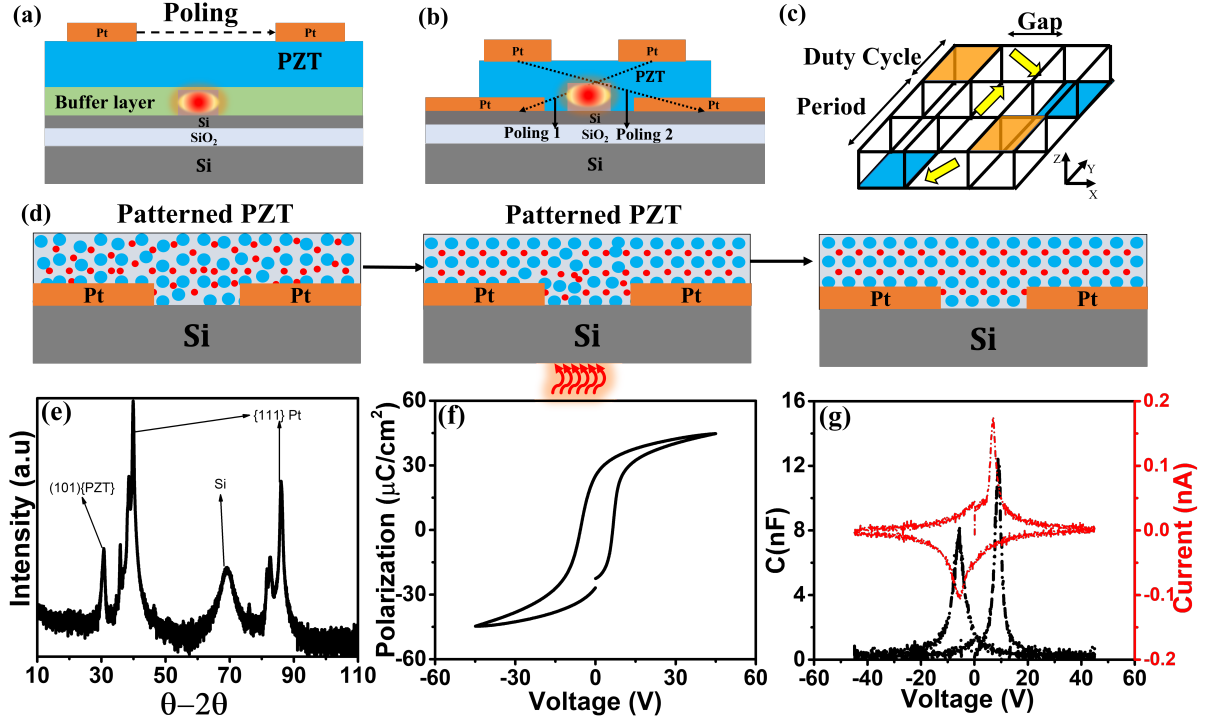 (a)
Poling
Pt
Pt
PZT
Buffer layer
Si
SiO2
Si
(b)
Pt
Pt
PZT
Pt
Pt
Si
Poling 1
SiO2
Poling 2
Si
(c)
Gap
Duty Cycle
Period
Z
Y
X
(d)
Patterned PZT
Pt
Pt
Si
Patterned PZT
Pt
Pt
Si
Pt
Pt
Si
(e)
{111} Pt
(101){PZT}
Si
Intensity (a.u)
10
30
50
70
90
110
θ–2θ
(f)
60
30
0
-30
-60
Polarization (μC/cm2)
-60
-40
-20
0
20
40
60
Voltage (V)
(g)
16
12
8
4
0
C(nF)
0.2
0.1
0.0
-0.1
-0.2
Current (nA)
-60
-40
-20
0
20
40
60
Voltage (V)